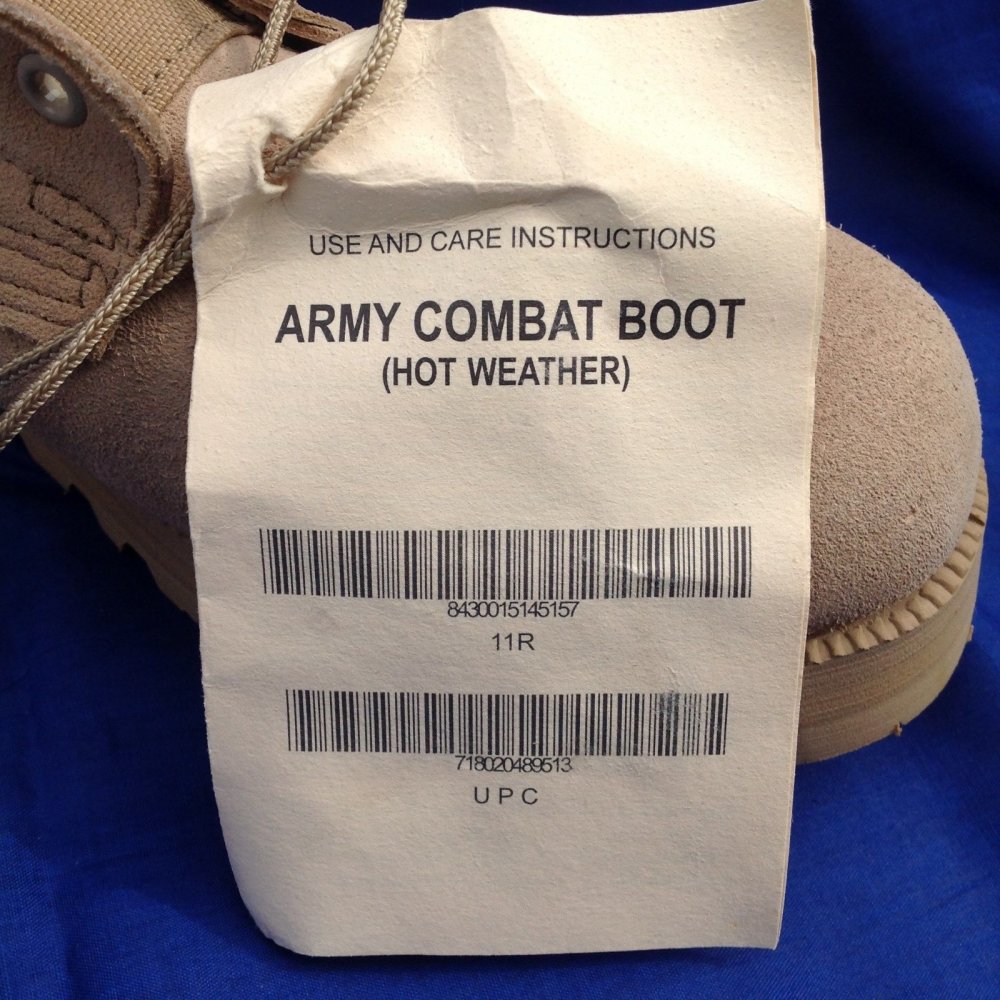 USE AND CARE INSTRUCTIONS
ARMY COMBAT BOOT
(HOT WEATHER)
8430015145157
11R
718020489513
UPC